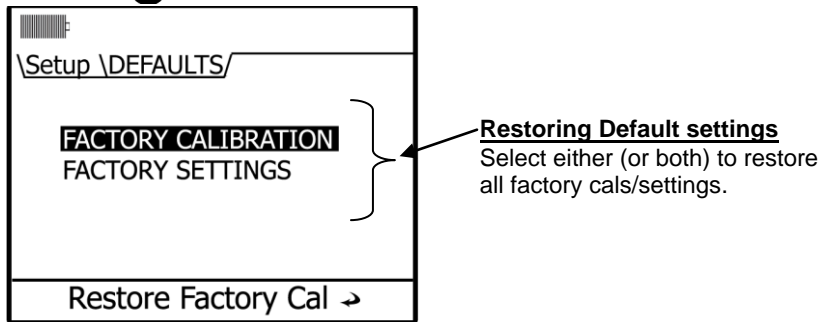 \Setup \DEFAULTS/
FACTORY CALIBRATION
FACTORY SETTINGS
Restore Factory Cal
Restoring Default settings
Select either (or both) to restore
all factory cals/settings.